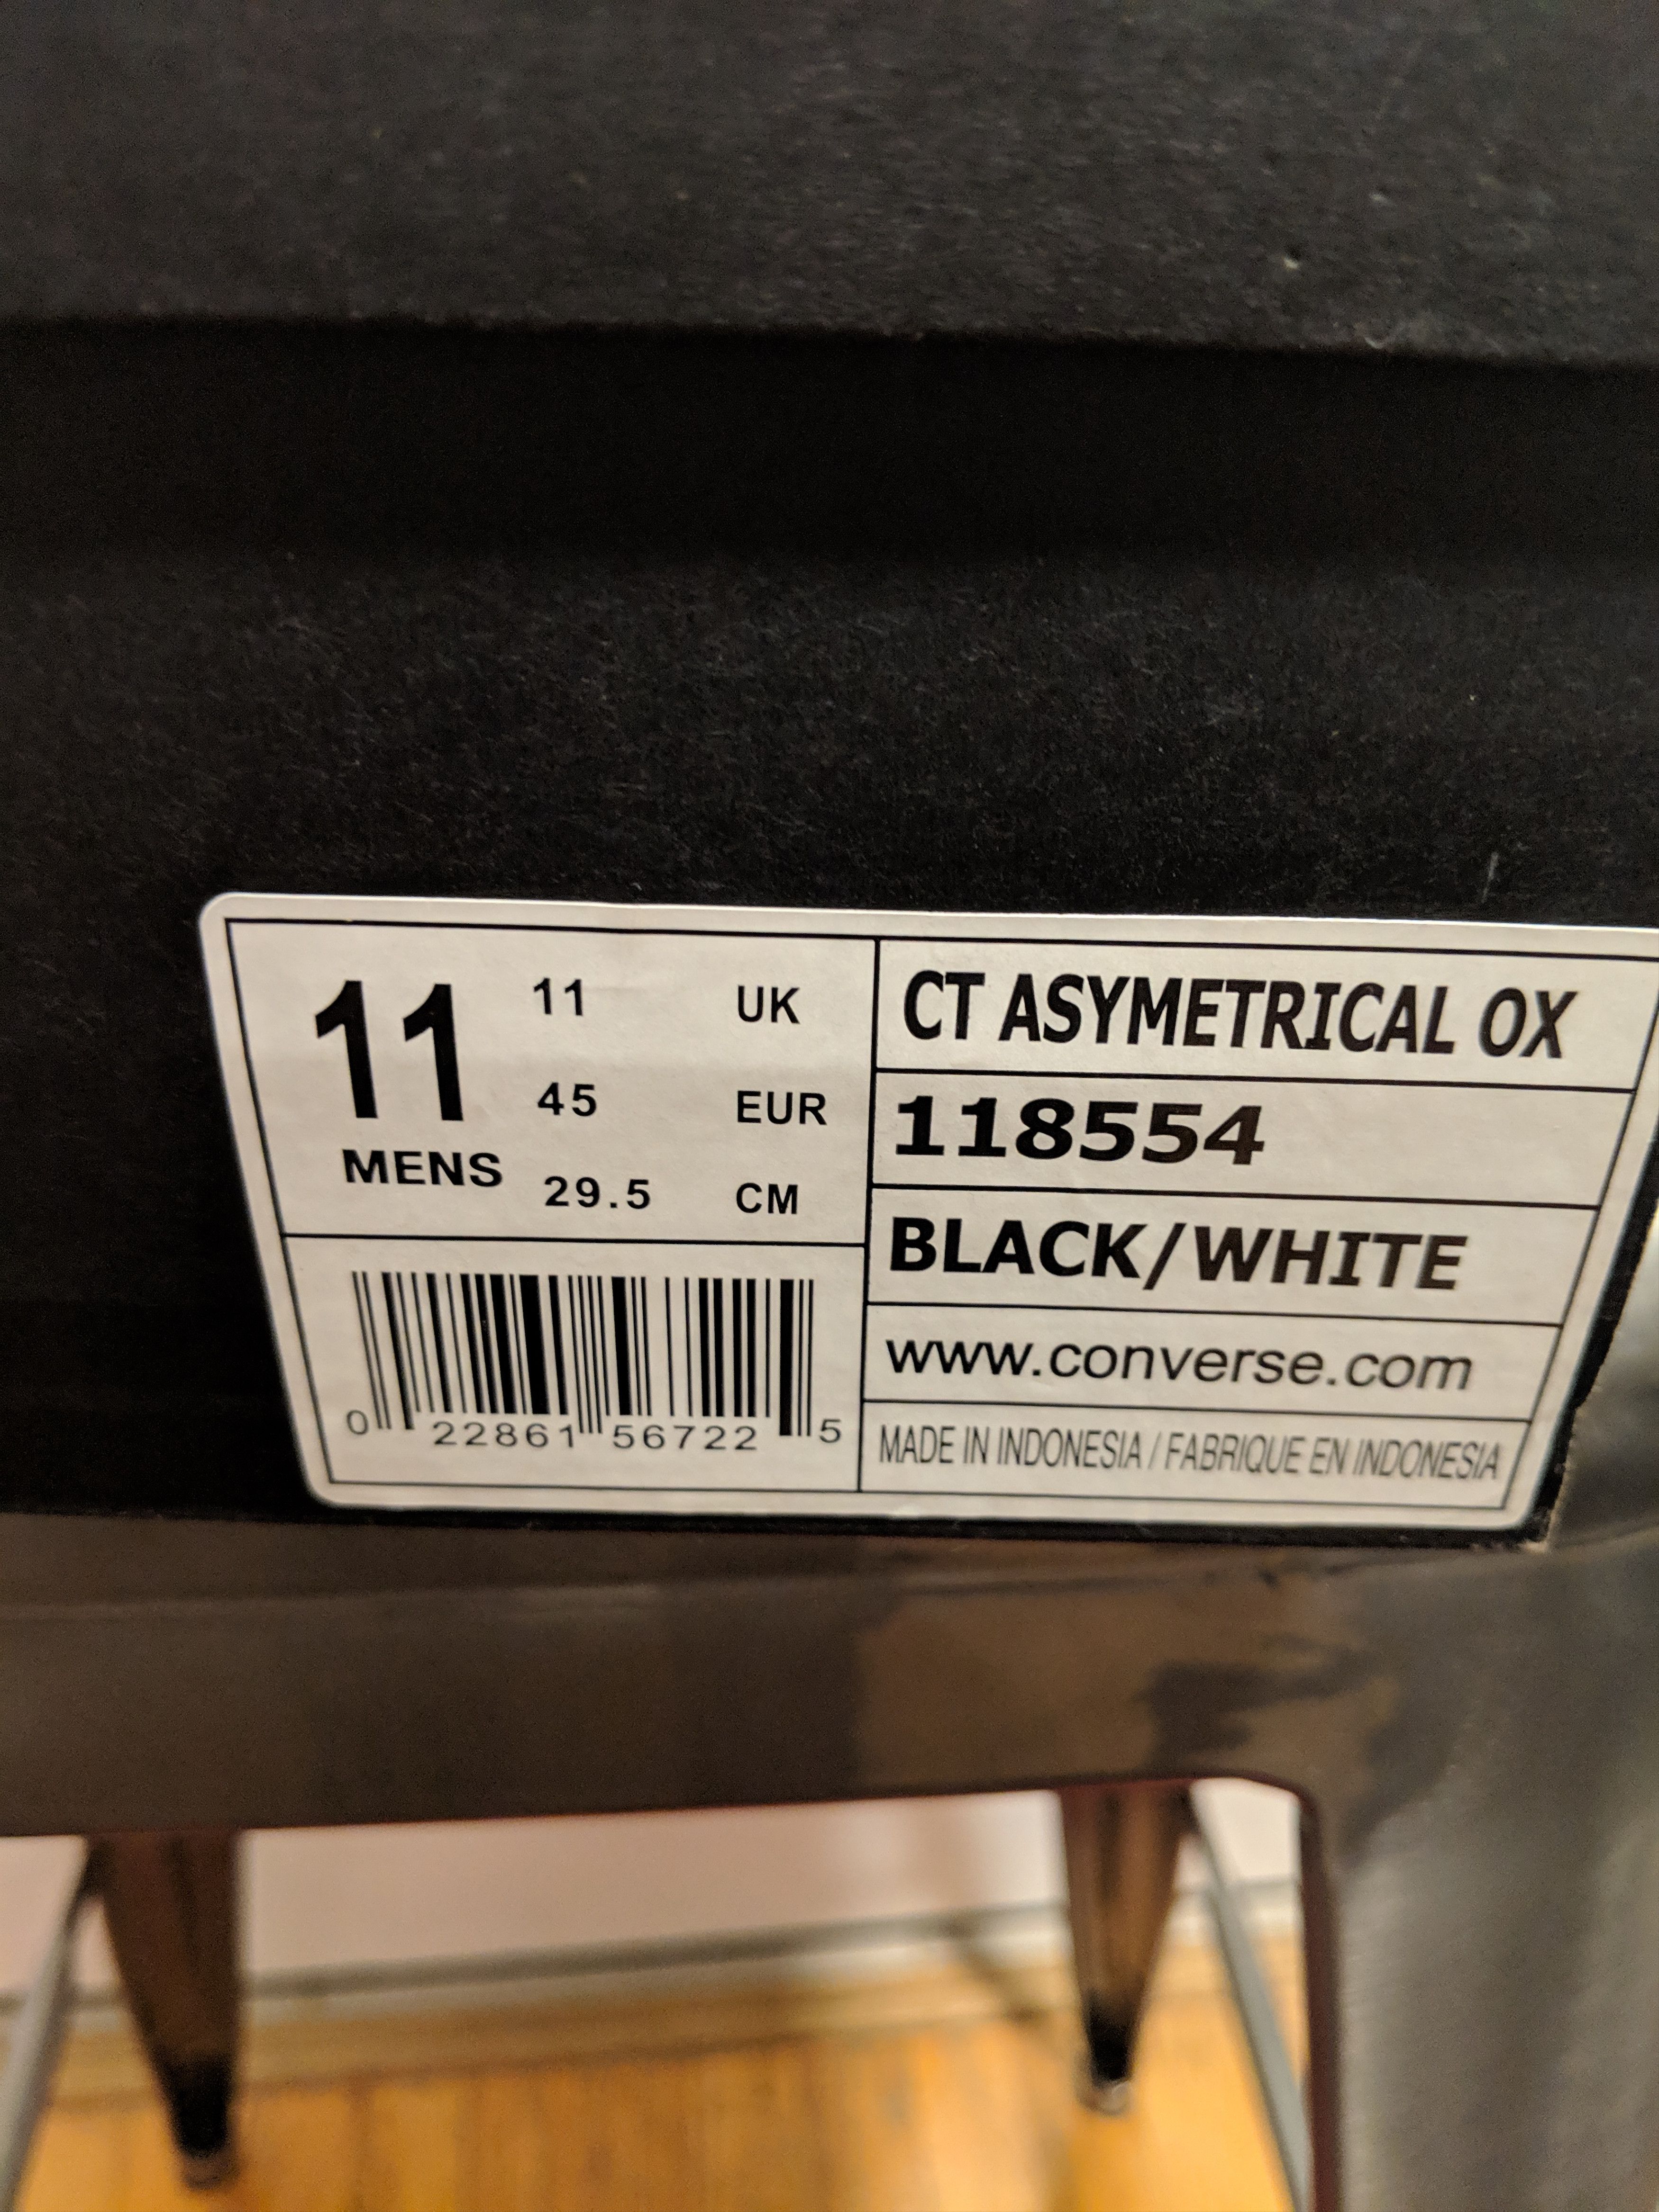 11
MENS
11 UK
45 EUR
29.5 CM
0 22861 56722 5
CT ASYMETRICAL OX
118554
BLACK/WHITE
www.converse.com
MADE IN INDONESIA / FABRIQUE EN INDONESIA